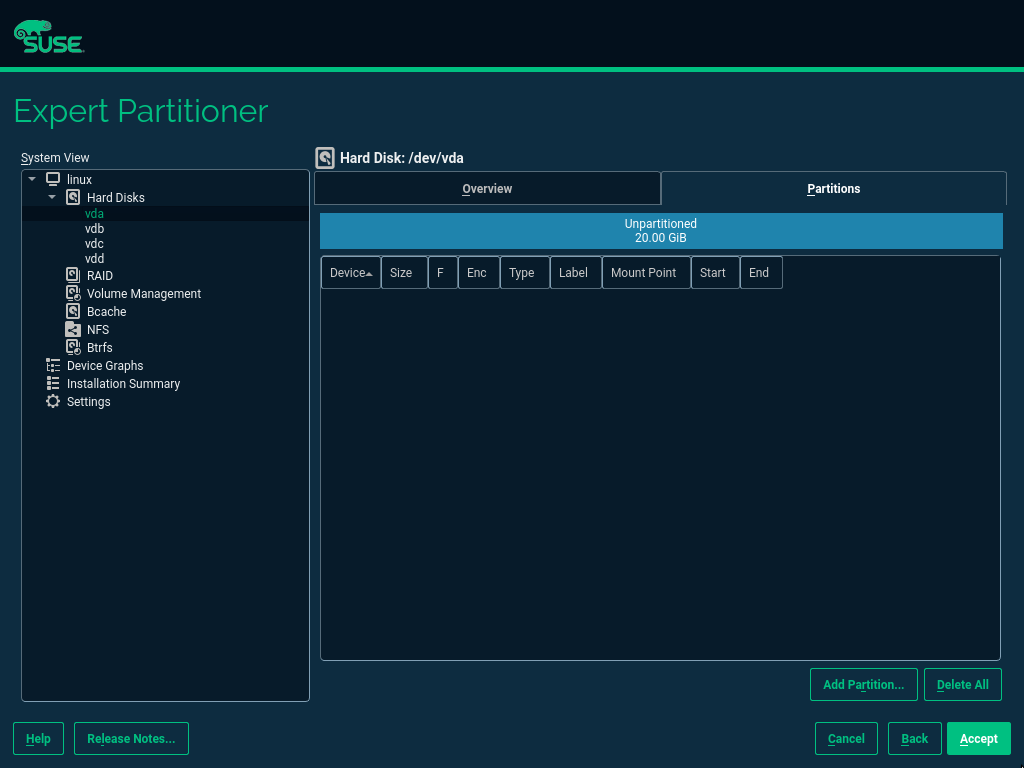 SUSE
Expert Partitioner
System View
linux
Hard Disks
vda
vdb
vdc
vdd
RAID
Volume Management
Bcache
NFS
Btrfs
Device Graphs
Installation Summary
Settings
Hard Disk: /dev/vda
Overview Partitions
Unpartitioned
20.00 GiB
Device Size F Enc Type Label Mount Point Start End
Add Partition... Delete All
Help Release Notes... Cancel Back Accept